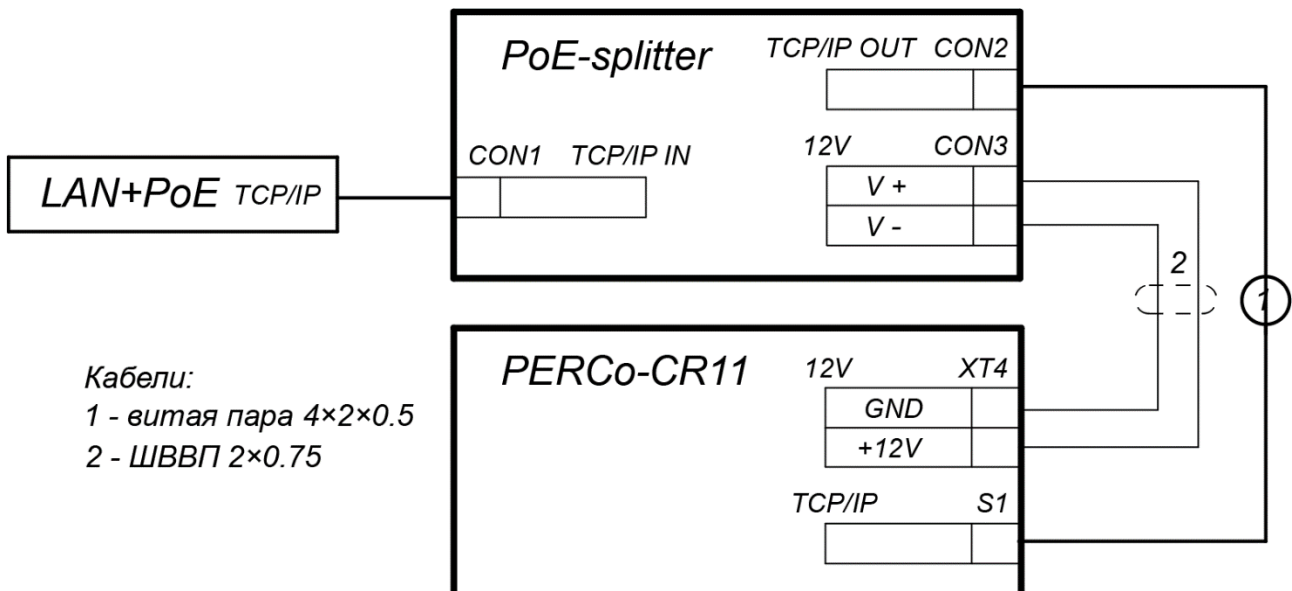 PoE-splitter
TCP/IP OUT CON2
12V CON3
V +
V -
CON1 TCP/IP IN
LAN+PoE TCP/IP
2
1
PERCo-CR11
12V XT4
GND
+12V
TCP/IP S1
Кабели:
1 - витая пара 4×2×0.5
2 - ШВВП 2×0.75